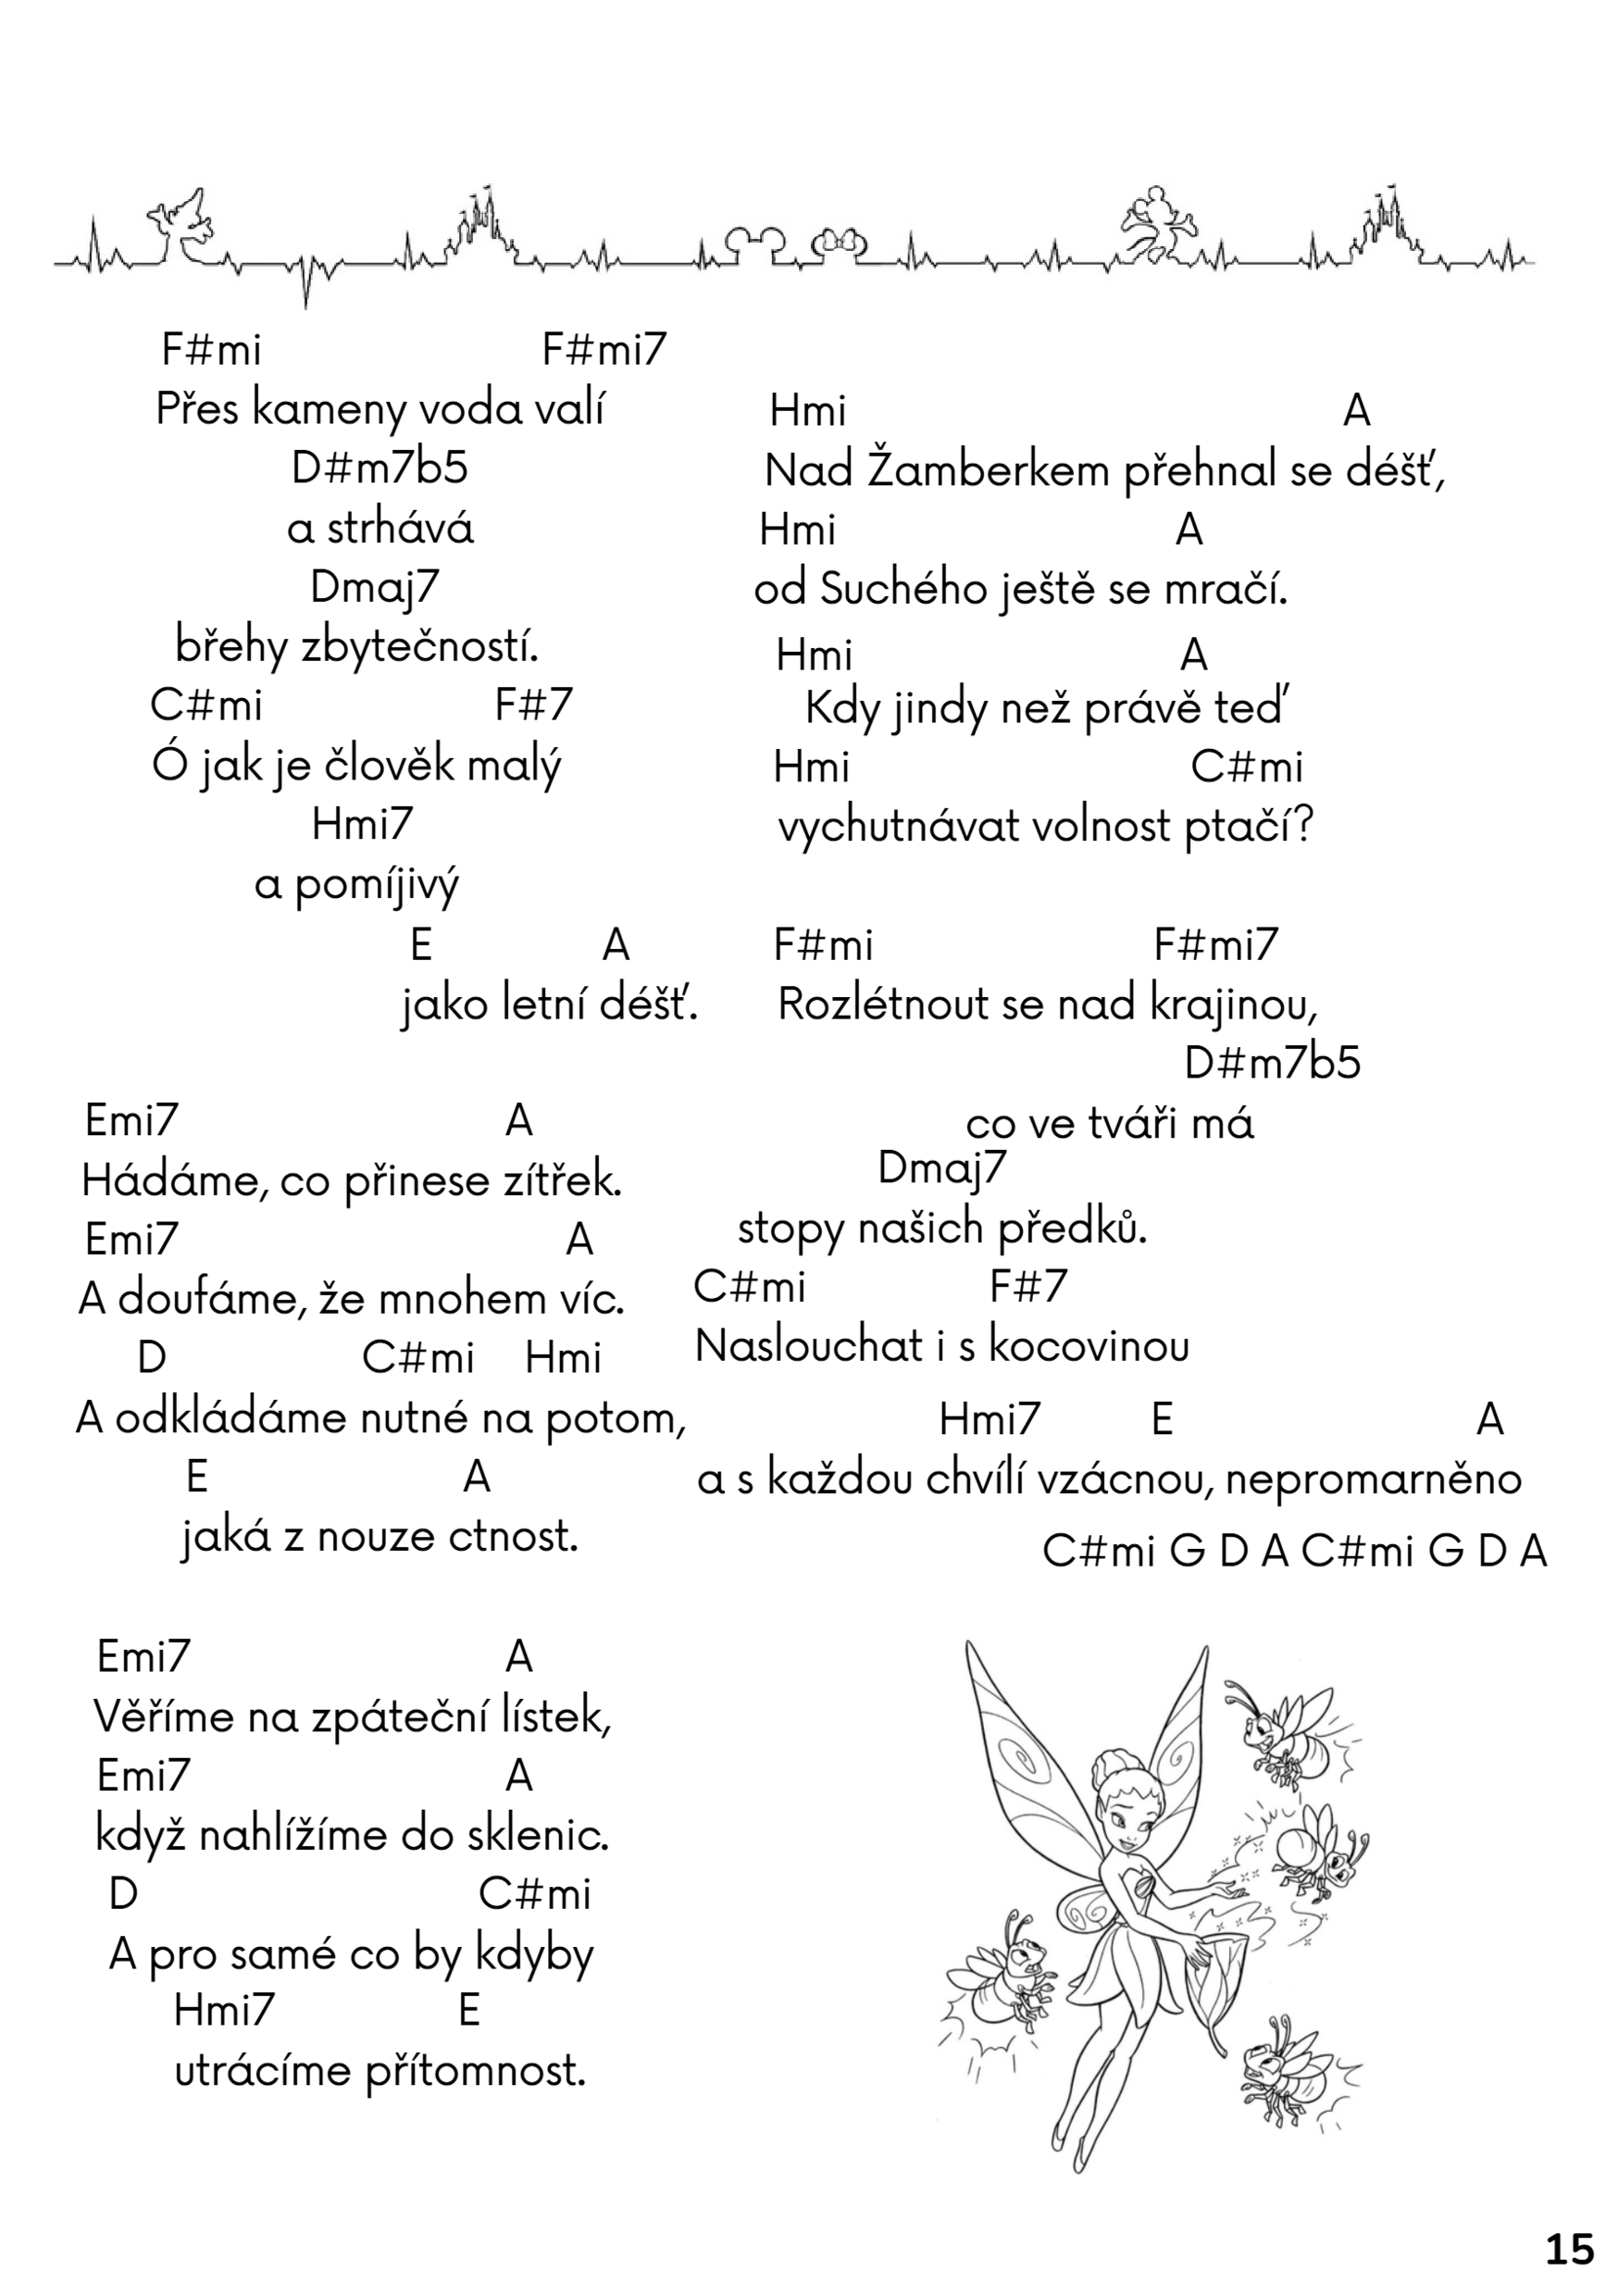 F#mi F#mi7
Přes kameny voda valí
D#m7b5
a strhává
Dmaj7
břehy zbytečností.
C#mi F#7
Ó jak je člověk malý
Hmi7
a pomíjivý
E A
jako letní déšť.
Emi7 A
Hádáme, co přinese zítřek.
Emi7 A
A doufáme, že mnohem víc.
D C#mi Hmi
A odkládáme nutné na potom,
E A
jaká z nouze ctnost.
Emi7 A
Věříme na zpáteční lístek,
Emi7 A
když nahlížíme do sklenic.
D C#mi
A pro samé co by kdyby
Hmi7 E
utrácíme přítomnost.
Hmi A
Nad Žamberkem přehnal se déšť,
Hmi A
od Suchého ještě se mračí.
Hmi A
Kdy jindy než právě teď
Hmi C#mi
vychutnávat volnost ptačí?
F#mi F#mi7
Rozlétnout se nad krajinou,
D#m7b5
co ve tváři má
Dmaj7
stopy našich předků.
C#mi F#7
Naslouchat i s kocovinou
Hmi7 E A
a s každou chvílí vzácnou, nepromarněno
C#mi G D A C#mi G D A
15